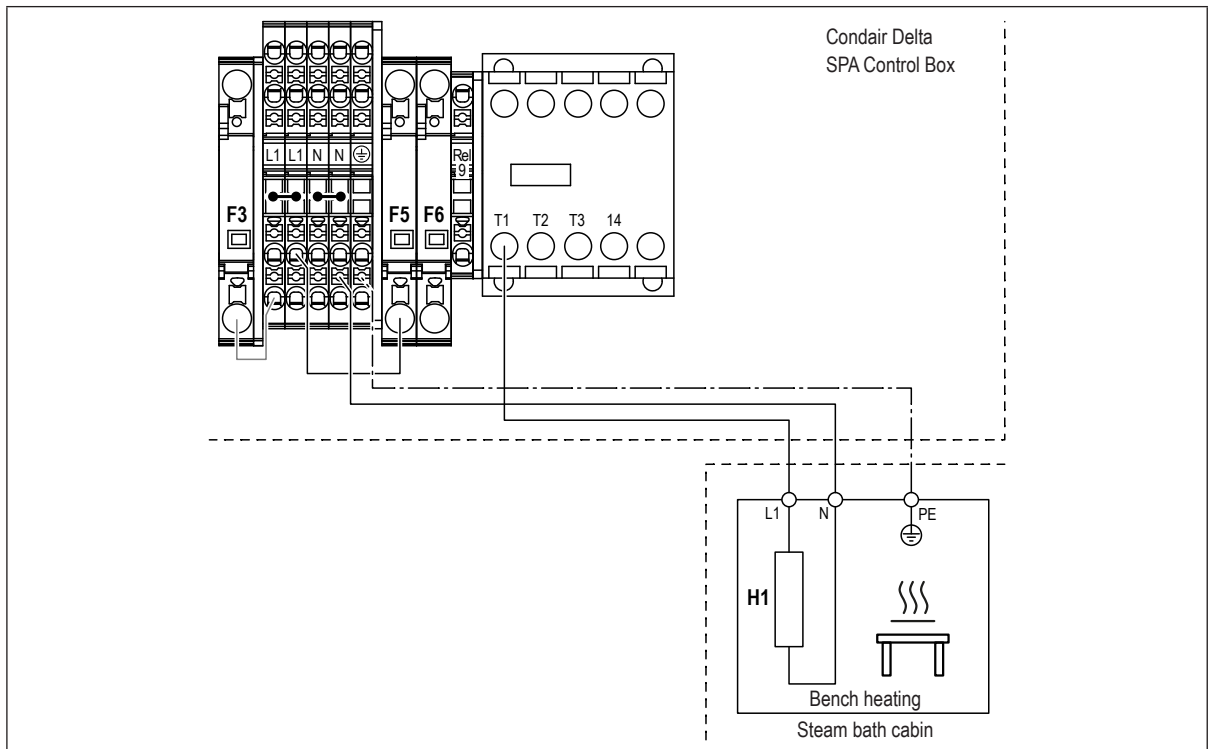 Condair Delta
SPA Control Box
L1 L1 N N
Rel
9
F3
F5 F6
T1 T2 T3 14
L1 N PE
H1
Bench heating
Steam bath cabin